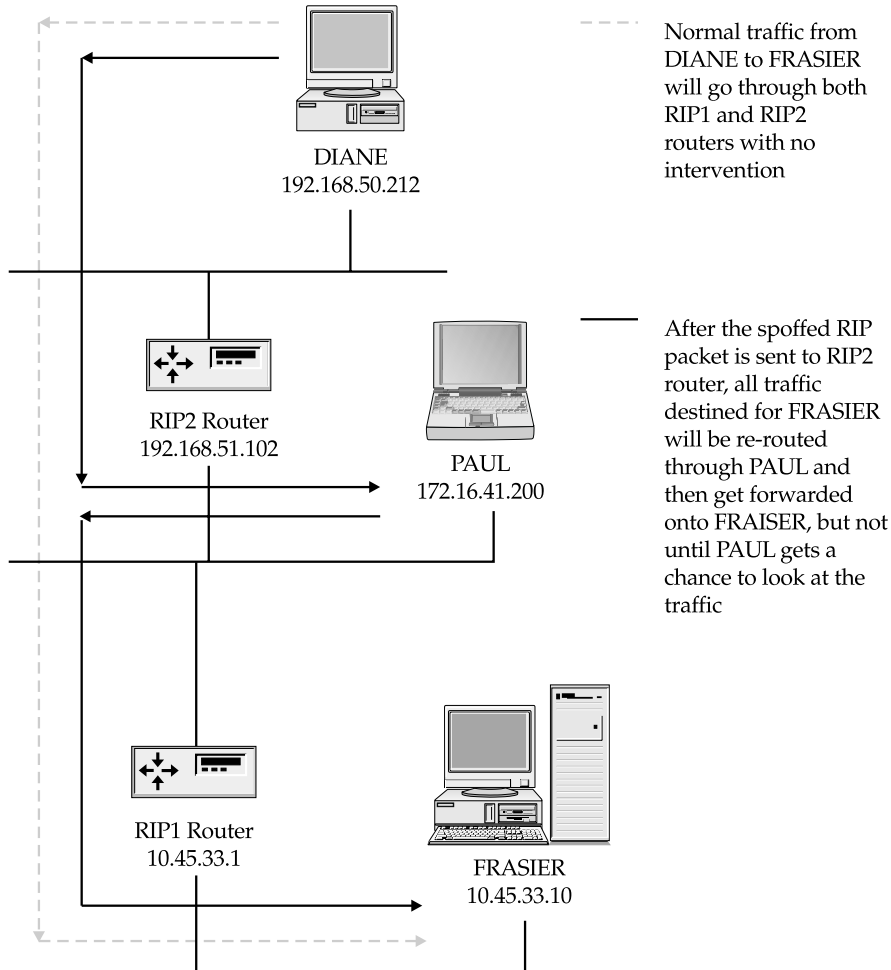 Normal traffic from
DIANE to FRASIER
will go through both
RIP1 and RIP2
routers with no
intervention
DIANE
192.168.50.212
After the spoffed RIP
packet is sent to RIP2
router, all traffic
destined for FRASIER
will be re-routed
through PAUL and
then get forwarded
onto FRAISER, but not
until PAUL gets a
chance to look at the
traffic
RIP2 Router
192.168.51.102
PAUL
172.16.41.200
RIP1 Router
10.45.33.1
FRASIER
10.45.33.10